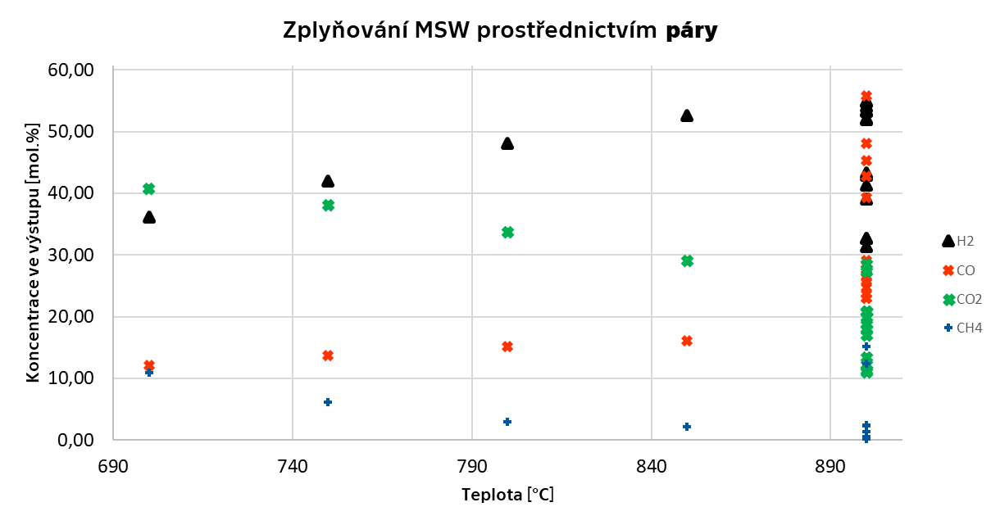 Zplyňování MSW prostřednictvím páry
60,00
50,00
40,00
30,00
20,00
10,00
0,00
Koncentrace ve výstupu [mol.%]
690
740
790
840
890
Teplota [°C]
H2
CO
CO2
CH4